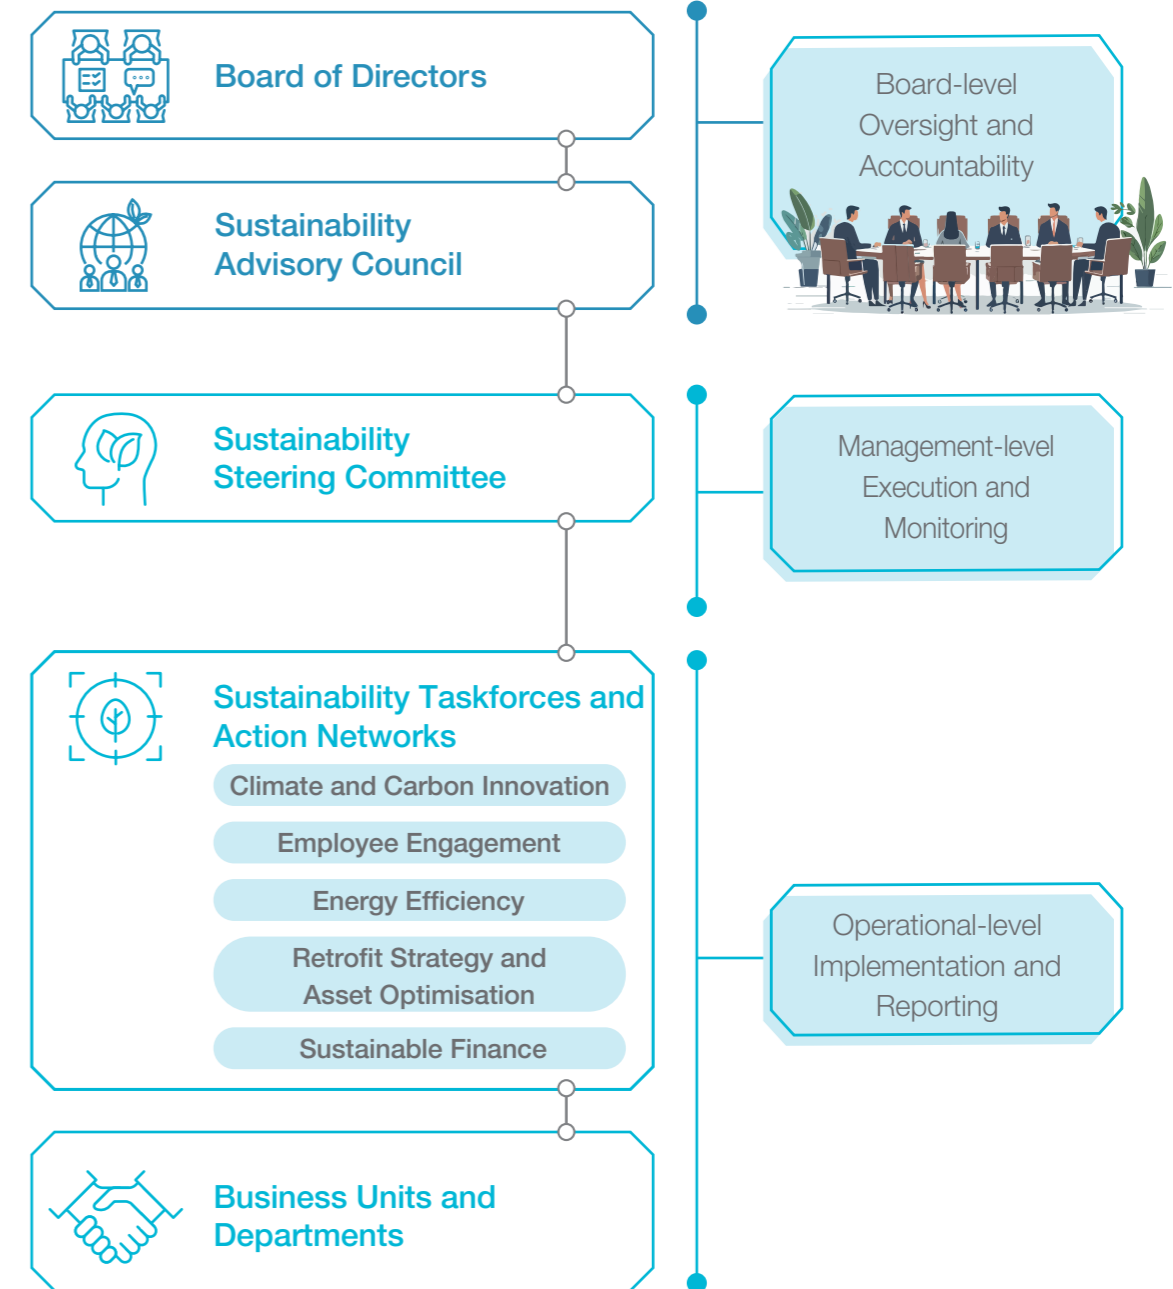 Board of Directors
Board-level
Oversight and
Accountability
Sustainability
Advisory Council
Sustainability
Steering Committee
Management-level
Execution and
Monitoring
Sustainability Taskforces and
Action Networks
Climate and Carbon Innovation
Employee Engagement
Energy Efficiency
Retrofit Strategy and
Asset Optimisation
Sustainable Finance
Operational-level
Implementation and
Reporting
Business Units and
Departments